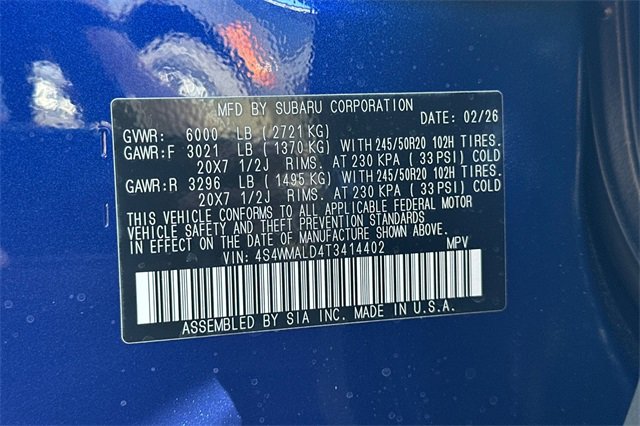 MFD BY SUBARU CORPORATION
DATE: 02/26
GVWR: 6000 LB (2721 KG)
GAWR:F 3021 LB (1370 KG) WITH 245/50R20 102H TIRES.
20X7 1/2J RIMS. AT 230 KPA (33 PSI) COLD
GAWR:R 3296 LB (1495 KG) WITH 245/50R20 102H TIRES.
20X7 1/2J RIMS. AT 230 KPA (33 PSI) COLD
THIS VEHICLE CONFORMS TO ALL APPLICABLE FEDERAL MOTOR
VEHICLE SAFETY AND THEFT PREVENTION STANDARDS
IN EFFECT ON THE DATE OF MANUFACTURE SHOWN ABOVE.
VIN: 4S4WMALD4T3414402 MPV
ASSEMBLED BY SIA INC. MADE IN U.S.A.